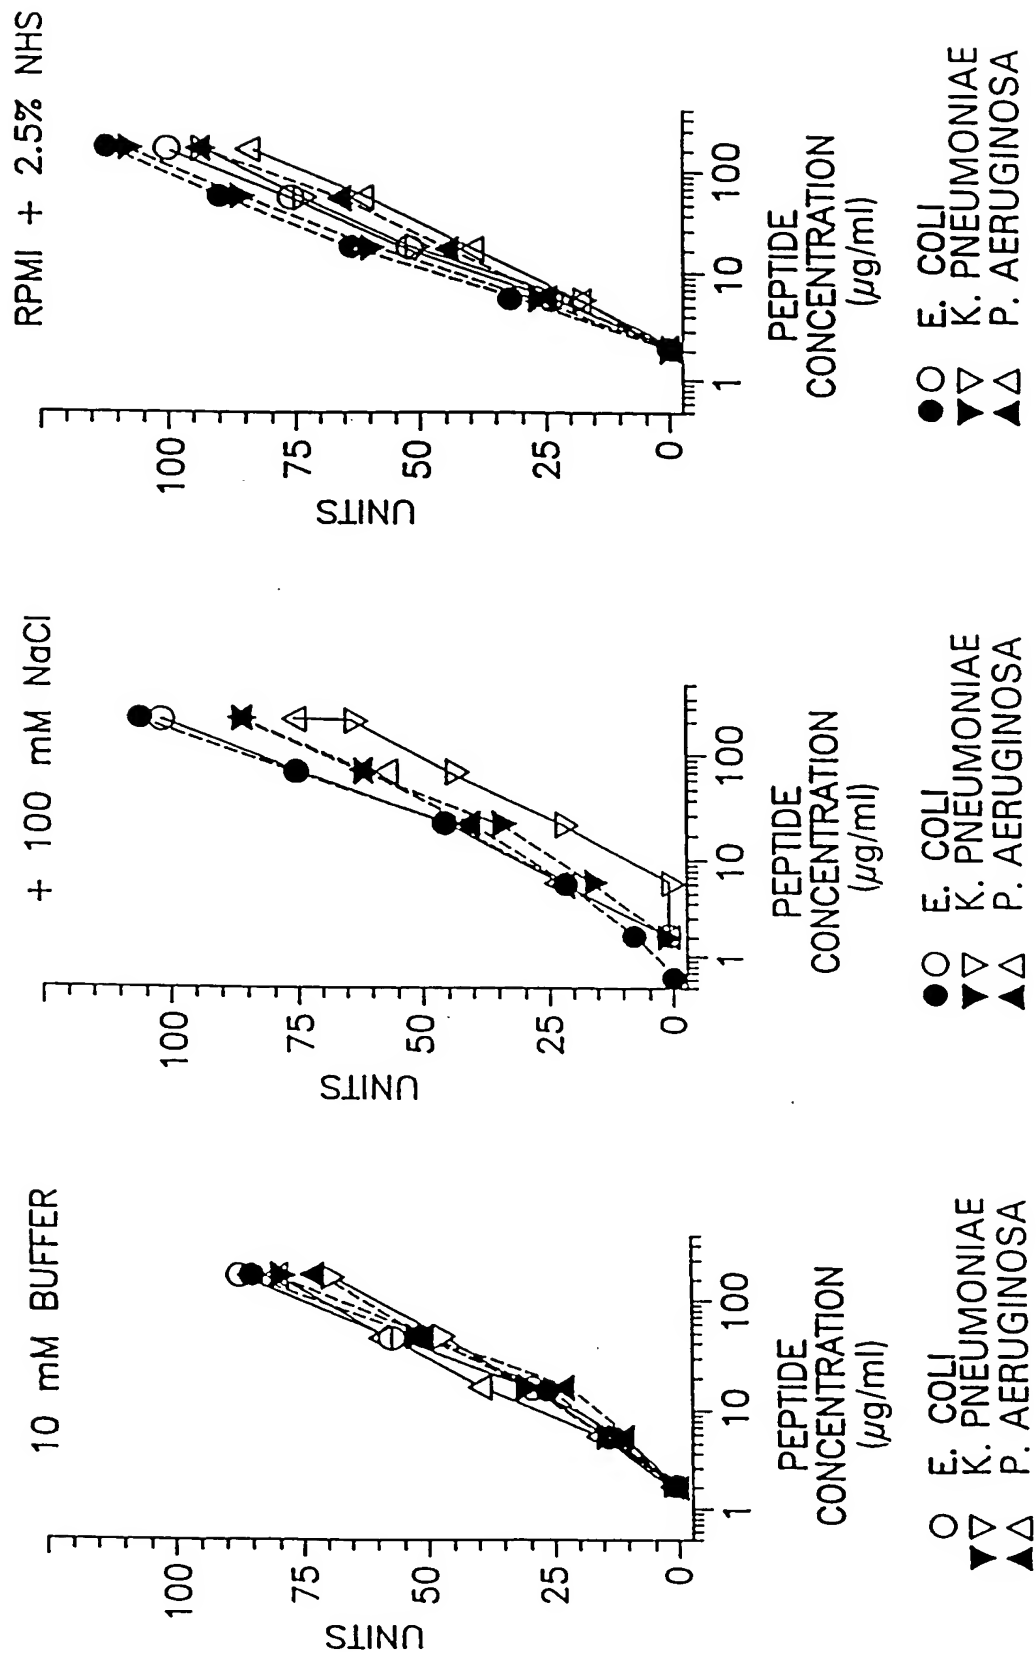 10 mM BUFFER
UNITS
100
75
50
25
0
1
10
100
PEPTIDE
CONCENTRATION
(µg/ml)
E. COLI
K. PNEUMONIAE
P. AERUGINOSA
+ 100 mM NaCl
UNITS
100
75
50
25
0
1
10
100
PEPTIDE
CONCENTRATION
(µg/ml)
E. COLI
K. PNEUMONIAE
P. AERUGINOSA
RPMI + 2.5% NHS
UNITS
100
75
50
25
0
1
10
100
PEPTIDE
CONCENTRATION
(µg/ml)
E. COLI
K. PNEUMONIAE
P. AERUGINOSA